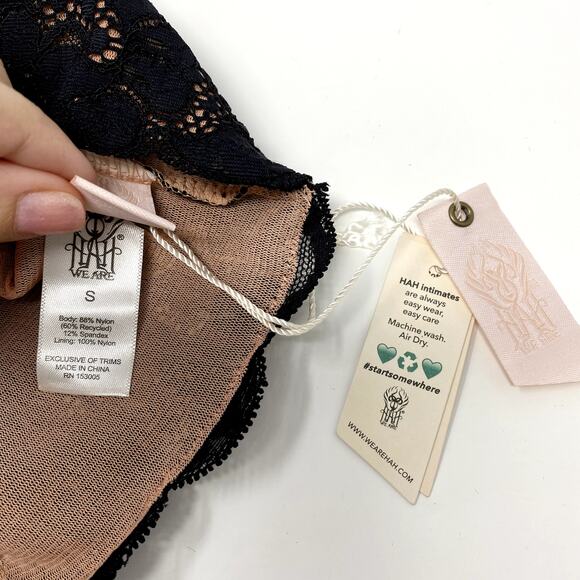 HAH®
WE ARE
S
Body: 88% Nylon
(60% Recycled)
12% Spandex
Lining: 100% Nylon
EXCLUSIVE OF TRIMS
MADE IN CHINA
RN 153005
HAH intimates
are always
easy wear,
easy care
Machine wash.
Air Dry.
#startsomewhere
HAH
WE ARE
WWW.WEAREHAH.COM